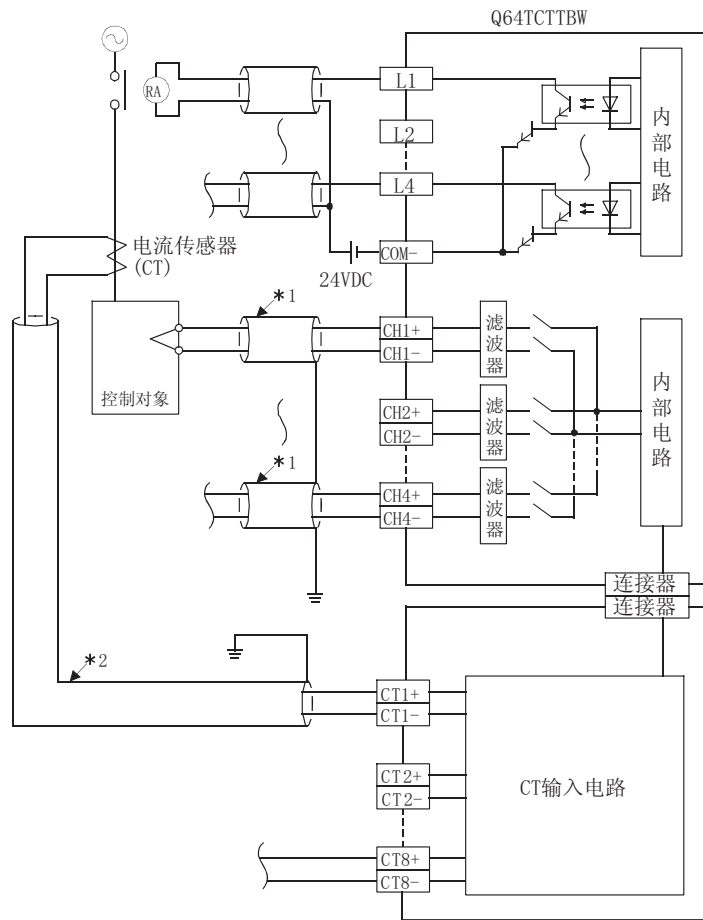 Q64TCTTBW
RA
L1
L2
L4
COM-
24VDC
内部电路
电流传感器
(CT)
*1
控制对象
CH1+
CH1-
滤波器
CH2+
CH2-
滤波器
*1
CH4+
CH4-
滤波器
内部电路
连接器
连接器
*2
CT1+
CT1-
CT2+
CT2-
CT输入电路
CT8+
CT8-